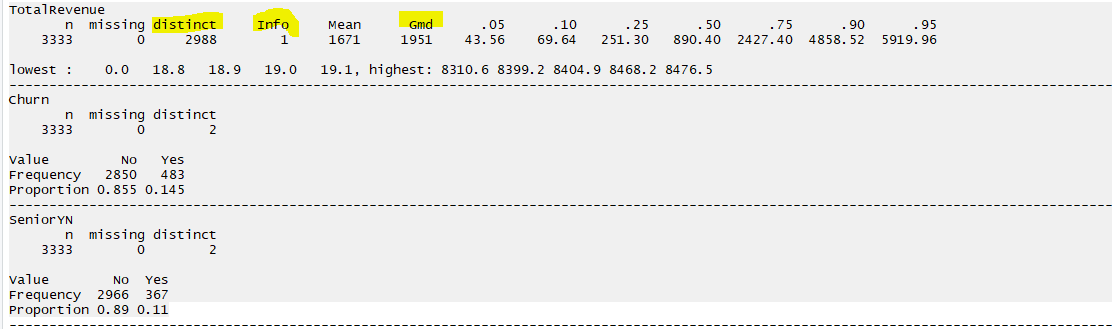 TotalRevenue
n missing distinct Info Mean Gmd .05 .10 .25 .50 .75 .90 .95
3333 0 2988 1 1671 1951 43.56 69.64 251.30 890.40 2427.40 4858.52 5919.96
lowest : 0.0 18.8 18.9 19.0 19.1, highest: 8310.6 8399.2 8404.9 8468.2 8476.5
Churn
n missing distinct
3333 0 2
Value No Yes
Frequency 2850 483
Proportion 0.855 0.145
SeniorYN
n missing distinct
3333 0 2
Value No Yes
Frequency 2966 367
Proportion 0.89 0.11